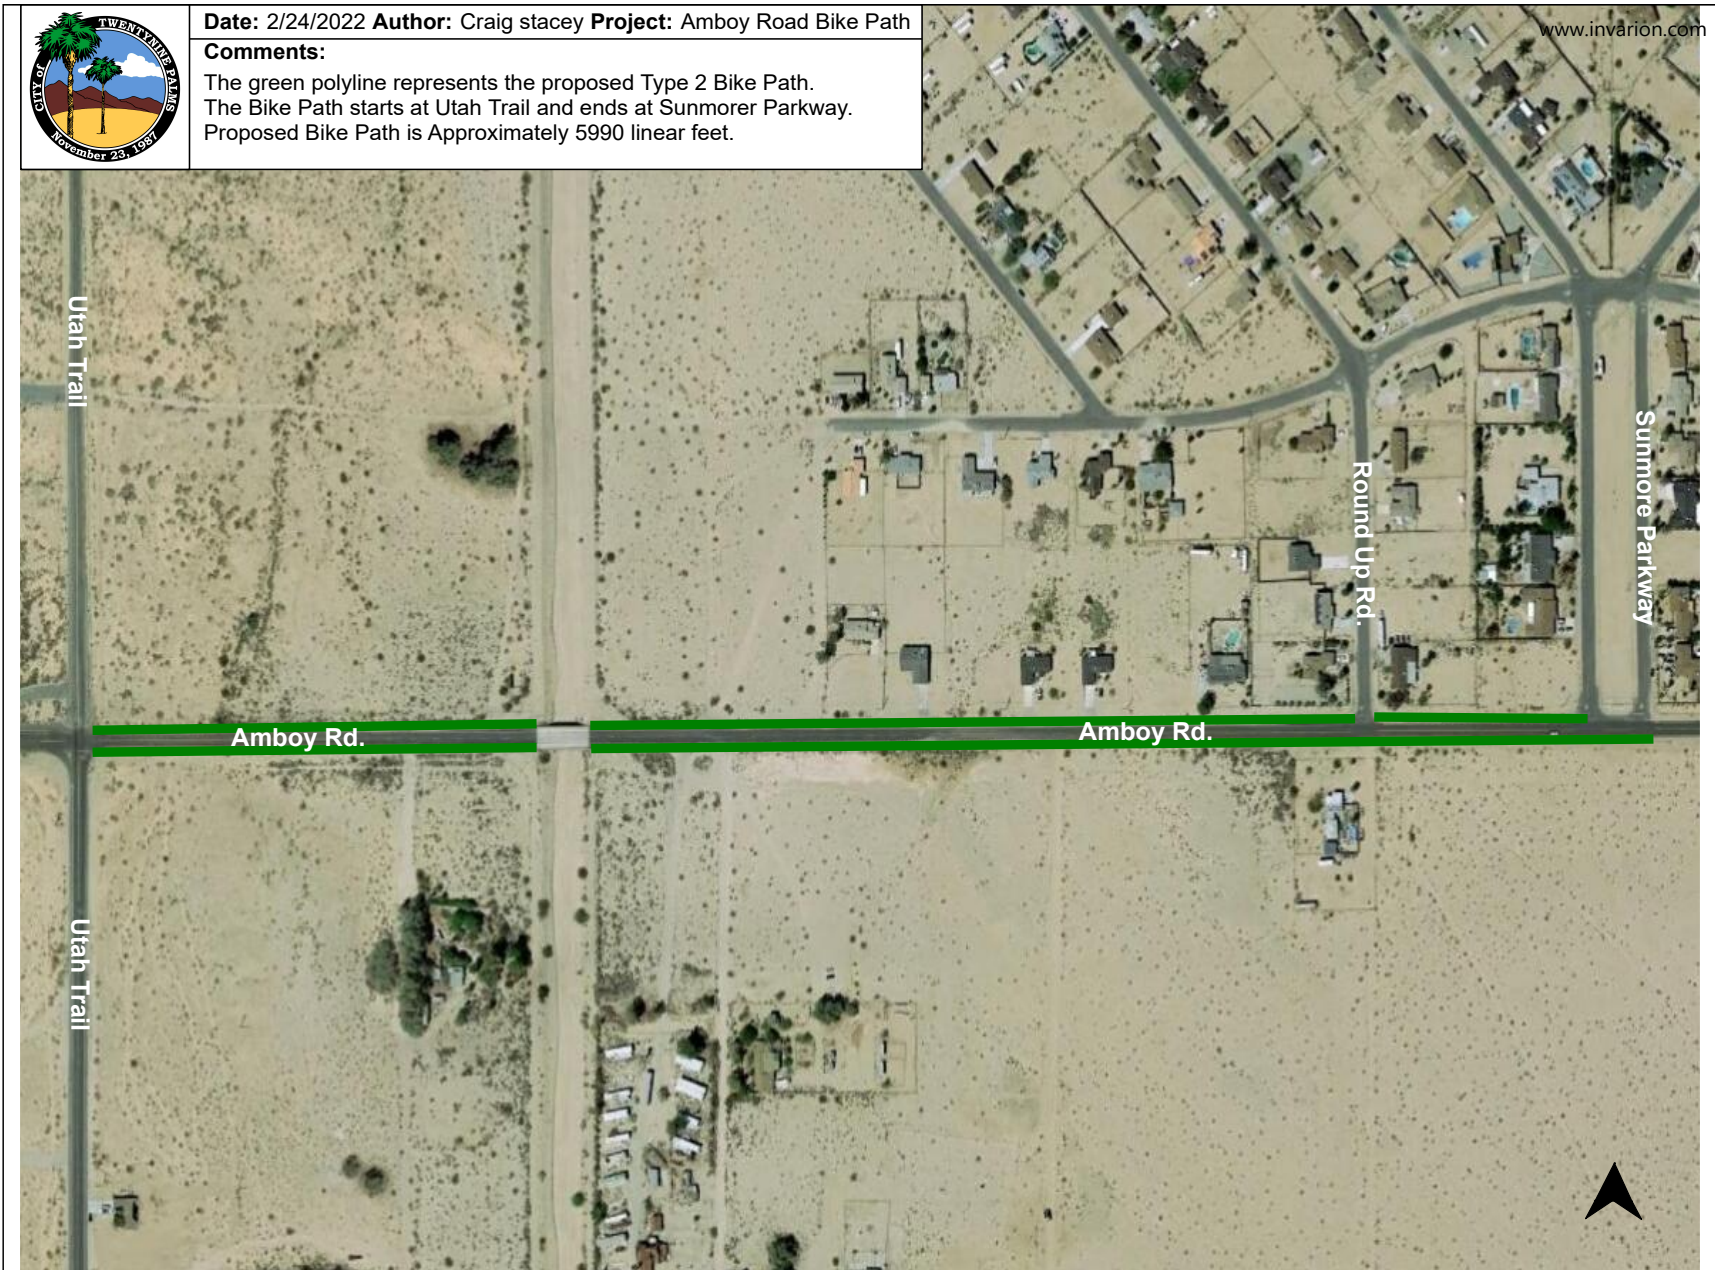 CITY of TWENTYNINE PALMS
November 23, 1987
Date: 2/24/2022 Author: Craig stacey Project: Amboy Road Bike Path
Comments:
The green polyline represents the proposed Type 2 Bike Path.
The Bike Path starts at Utah Trail and ends at Sunmorer Parkway.
Proposed Bike Path is Approximately 5990 linear feet.
www.invarion.com
Utah Trail
Round Up Rd.
Sunmore Parkway
Amboy Rd.
Amboy Rd.
Utah Trail